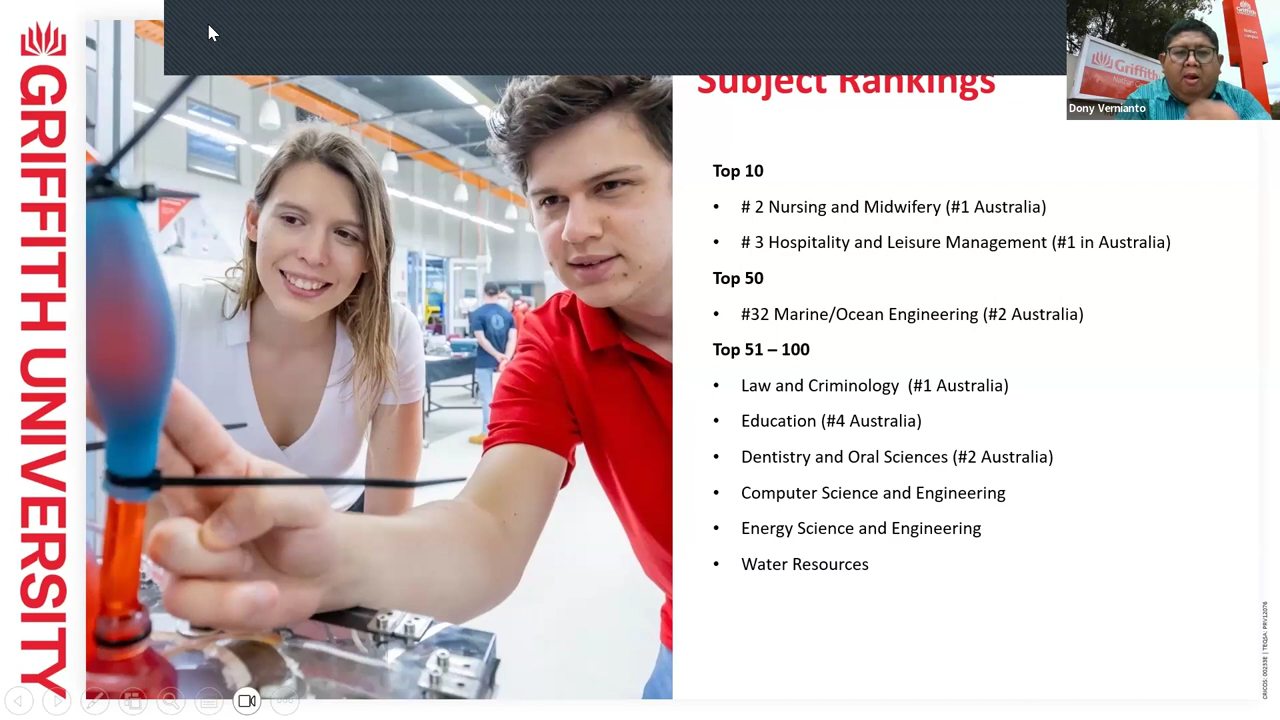 GRIFFITH UNIVERSITY
Subject Rankings
Griffith
Dony Vernianto
Top 10
• # 2 Nursing and Midwifery (#1 Australia)
• # 3 Hospitality and Leisure Management (#1 in Australia)
Top 50
• #32 Marine/Ocean Engineering (#2 Australia)
Top 51 – 100
• Law and Criminology (#1 Australia)
• Education (#4 Australia)
• Dentistry and Oral Sciences (#2 Australia)
• Computer Science and Engineering
• Energy Science and Engineering
• Water Resources